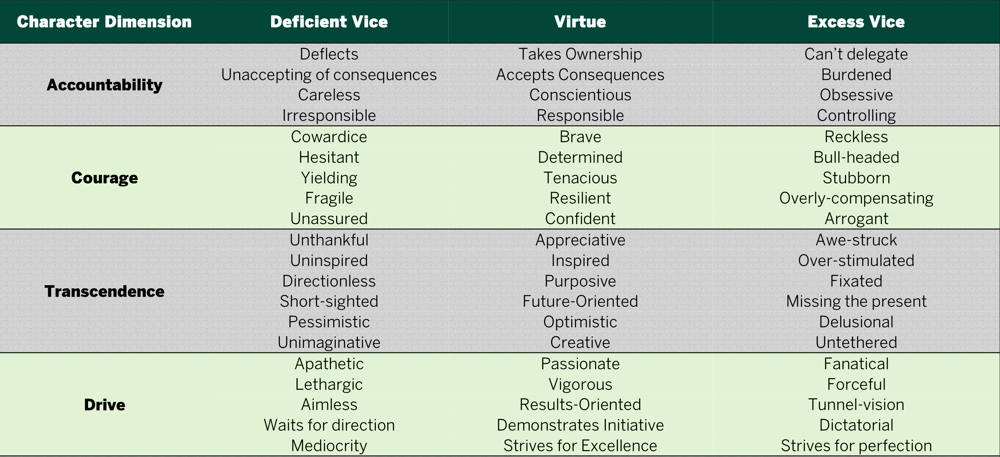 Character Dimension Deficient Vice Virtue Excess Vice
Deflects Takes Ownership Can't delegate
Unaccepting of consequences Accepts Consequences Burdened
Accountability
Careless Conscientious Obsessive
Irresponsible Responsible Controlling
Cowardice Brave Reckless
Hesitant Determined Bull-headed
Courage Yielding Tenacious Stubborn
Fragile Resilient Overly-compensating
Unassured Confident Arrogant
Unthankful Appreciative Awe-struck
Uninspired Inspired Over-stimulated
Directionless Purposive Fixated
Transcendence
Short-sighted Future-Oriented Missing the present
Pessimistic Optimistic Delusional
Unimaginative Creative Untethered
Apathetic Passionate Fanatical
Lethargic Vigorous Forceful
Drive Aimless Results-Oriented Tunnel-vision
Waits for direction Demonstrates Initiative Dictatorial
Mediocrity Strives for Excellence Strives for perfection